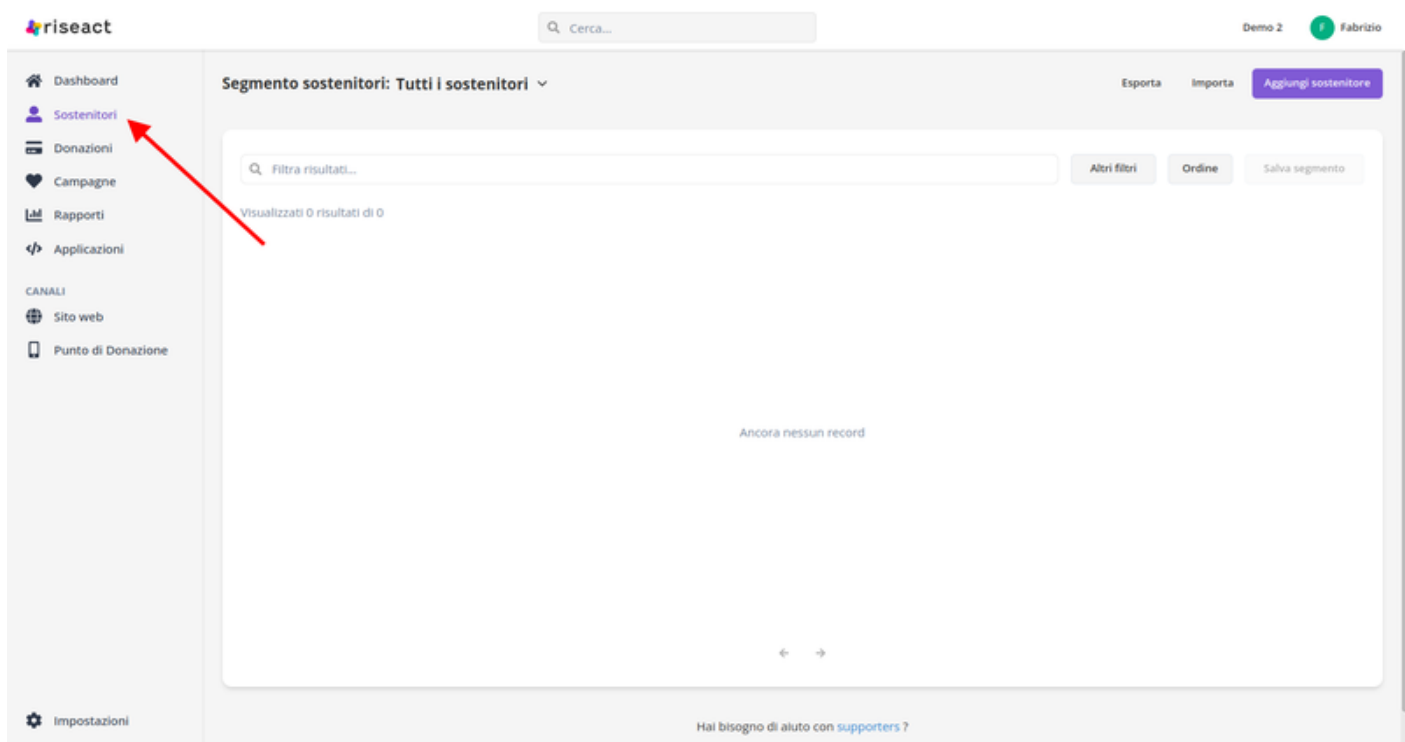 riseact
Cerca...
Demo 2
F
Fabrizio
Dashboard
Sostenitori
Donazioni
Campagne
Rapporti
Applicazioni
CANALI
Sito web
Punto di Donazione
Impostazioni
Segmento sostenitori: Tutti i sostenitori
Esporta
Importa
Aggiungi sostenitore
Filtra risultati...
Altri filtri
Ordine
Salva segmento
Visualizzati 0 risultati di 0
Ancora nessun record
Hai bisogno di aiuto con supporters ?